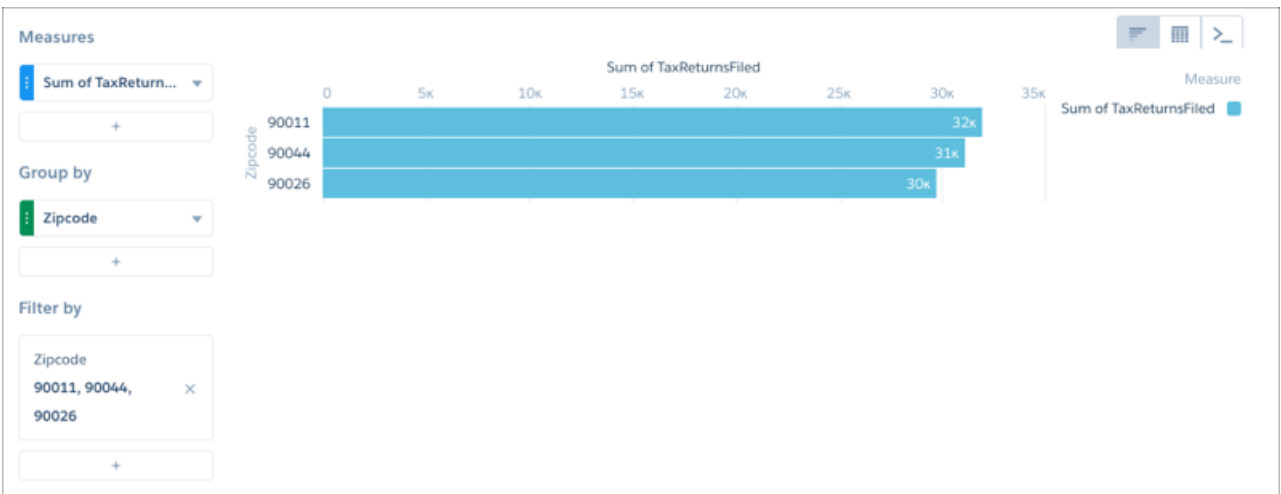 Measures
Sum of TaxReturn...
+
Group by
Zipcode
+
Filter by
Zipcode
90011, 90044,
90026
+
Sum of TaxReturnsFiled
0 5K 10K 15K 20K 25K 30K 35K
Zipcode
90011 32K
90044 31K
90026 30K
Measure
Sum of TaxReturnsFiled